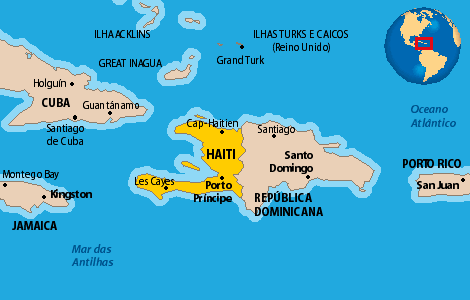 ILHA ACKLINS
ILHAS TURKS E CAICOS
(Reino Unido)
Grand Turk
GREAT INAGUA
Holguín
CUBA
Guantánamo
Santiago
de Cuba
Oceano
Atlântico
Cap-Haitien
Santiago
HAITI
Santo
Domingo
PORTO RICO
San Juan
Montego Bay
Kingston
JAMAICA
Les Cayes
Porto
Príncipe
REPÚBLICA
DOMINICANA
Mar das
Antilhas